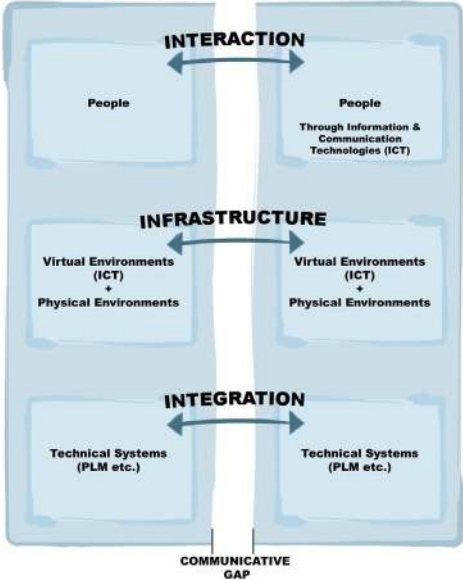 INTERACTION
People
People
Through Information &
Communication
Technologies (ICT)
INFRASTRUCTURE
Virtual Environments
(ICT)
+
Physical Environments
Virtual Environments
(ICT)
+
Physical Environments
INTEGRATION
Technical Systems
(PLM etc.)
Technical Systems
(PLM etc.)
COMMUNICATIVE
GAP